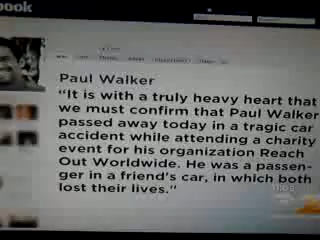 ook
Paul Walker
“It is with a truly heavy heart that
we must confirm that Paul Walker
passed away today in a tragic car
accident while attending a charity
event for his organization Reach
Out Worldwide. He was a passen-
ger in a friend's car, in which both
lost their lives.“